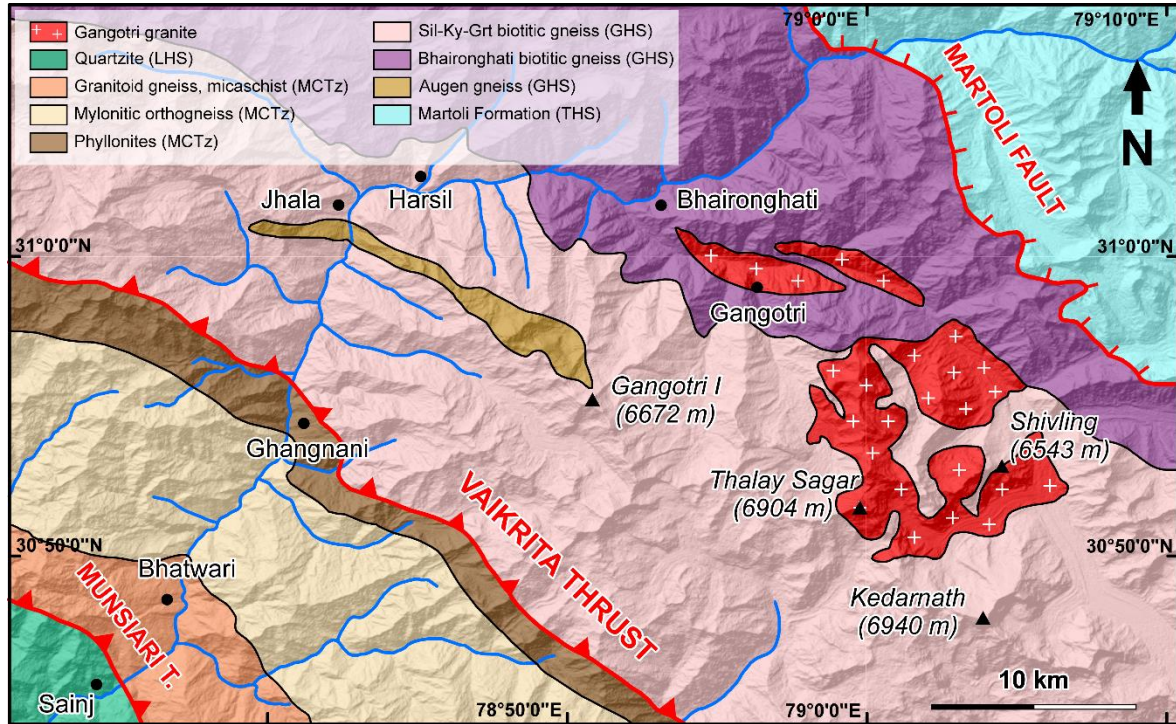 Gangotri granite
Quartzite (LHS)
Granitoid gneiss, micaschist (MCTz)
Mylonitic orthogneiss (MCTz)
Phyllonites (MCTz)
Sil-Ky-Grt biotitic gneiss (GHS)
Bhaironghati biotitic gneiss (GHS)
Augen gneiss (GHS)
Martoli Formation (THS)
79°0'0"E
79°10'0"E
MARTOLI FAULT
N
Jhala
Harsil
Bhaironghati
31°0'0"N
31°0'0"N
Gangotri
Gangotri I
(6672 m)
Shivling
(6543 m)
Ghangnani
Thalay Sagar
(6904 m)
VAIKRITA THRUST
30°50'0"N
30°50'0"N
Bhatwari
MUNSIARI T.
Kedarnath
(6940 m)
Sainj
10 km
78°50'0"E
79°0'0"E